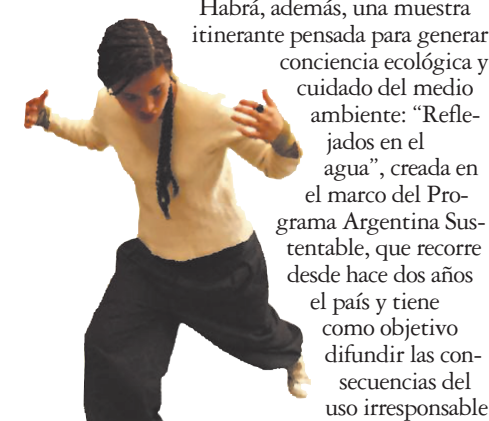 Habrá, además, una muestra
itinerante pensada para generar
conciencia ecológica y
cuidado del medio
ambiente: “Refle-
jados en el
agua”, creada en
el marco del Pro-
grama Argentina Sus-
tentable, que recorre
desde hace dos años
el país y tiene
como objetivo
difundir las con-
secuencias del
uso irresponsable